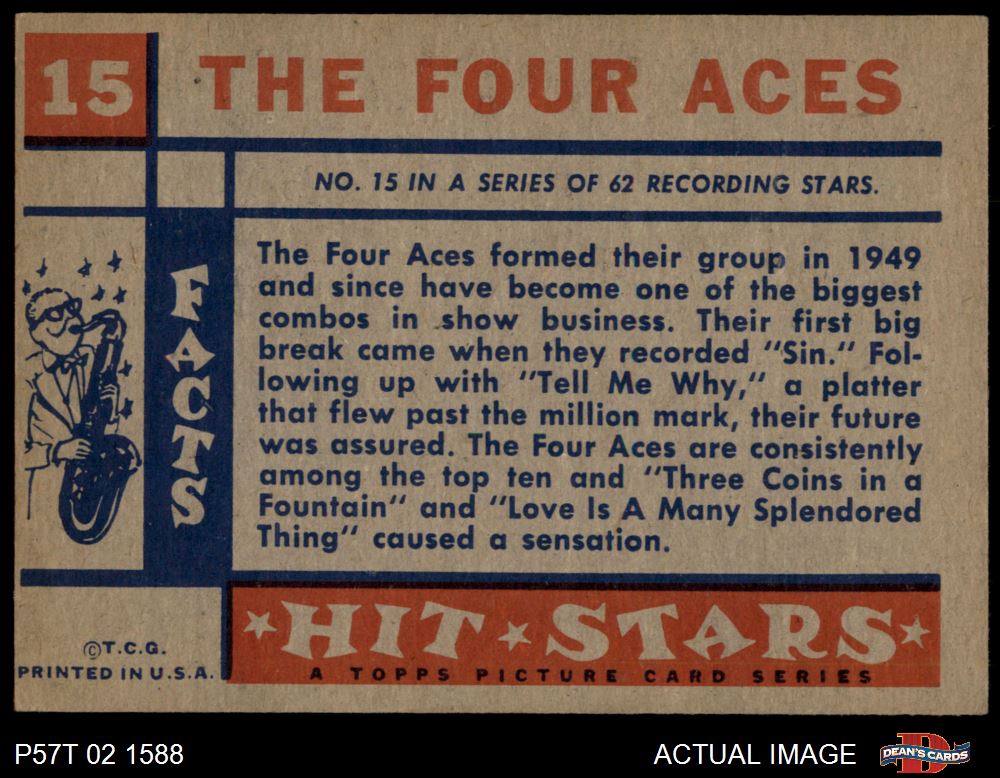 15
THE FOUR ACES
NO. 15 IN A SERIES OF 62 RECORDING STARS.
FACTS
The Four Aces formed their group in 1949
and since have become one of the biggest
combos in show business. Their first big
break came when they recorded "Sin." Fol-
lowing up with "Tell Me Why," a platter
that flew past the million mark, their future
was assured. The Four Aces are consistently
among the top ten and "Three Coins in a
Fountain" and "Love Is A Many Splendored
Thing" caused a sensation.
HIT STARS
A TOPPS PICTURE CARD SERIES
©T.C.G.
PRINTED IN U.S.A.
P57T 02 1588
ACTUAL IMAGE
D
DEAN'S CARDS